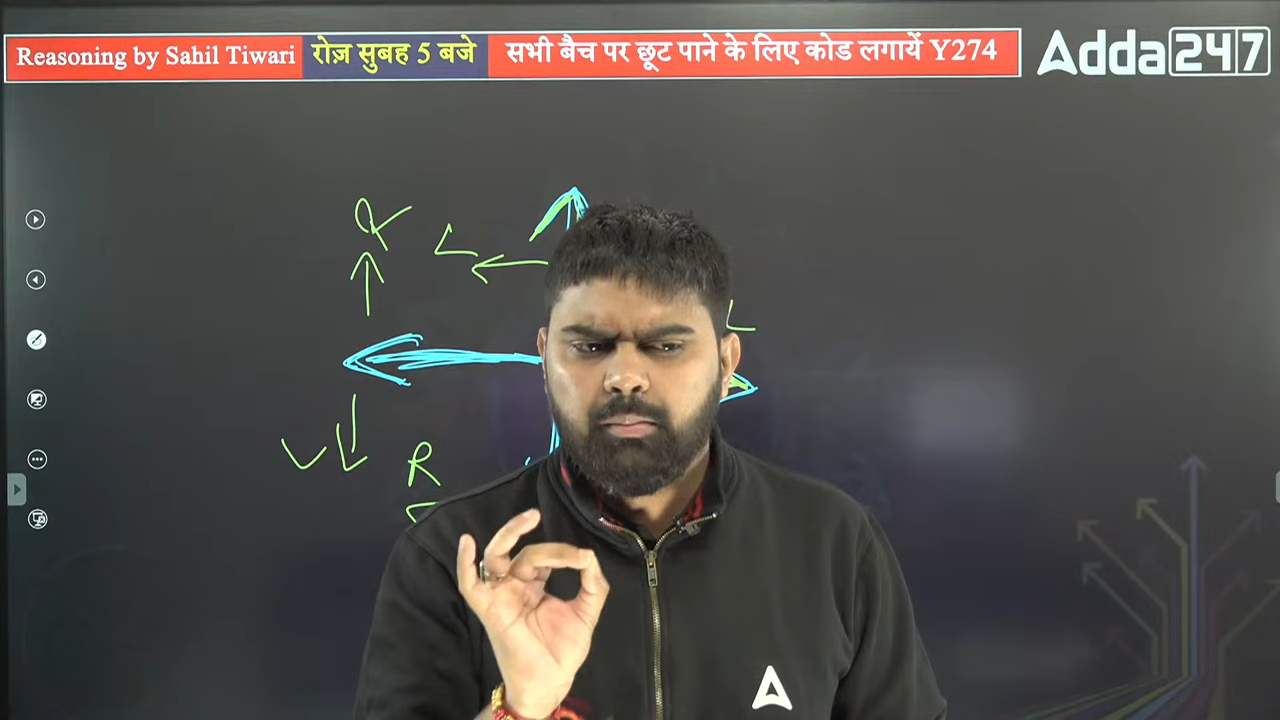 Reasoning by Sahil Tiwari रोज़ सुबह 5 बजे सभी बैच पर छूट पाने के लिए कोड लगायें Y274
Adda247
R
L
L
R